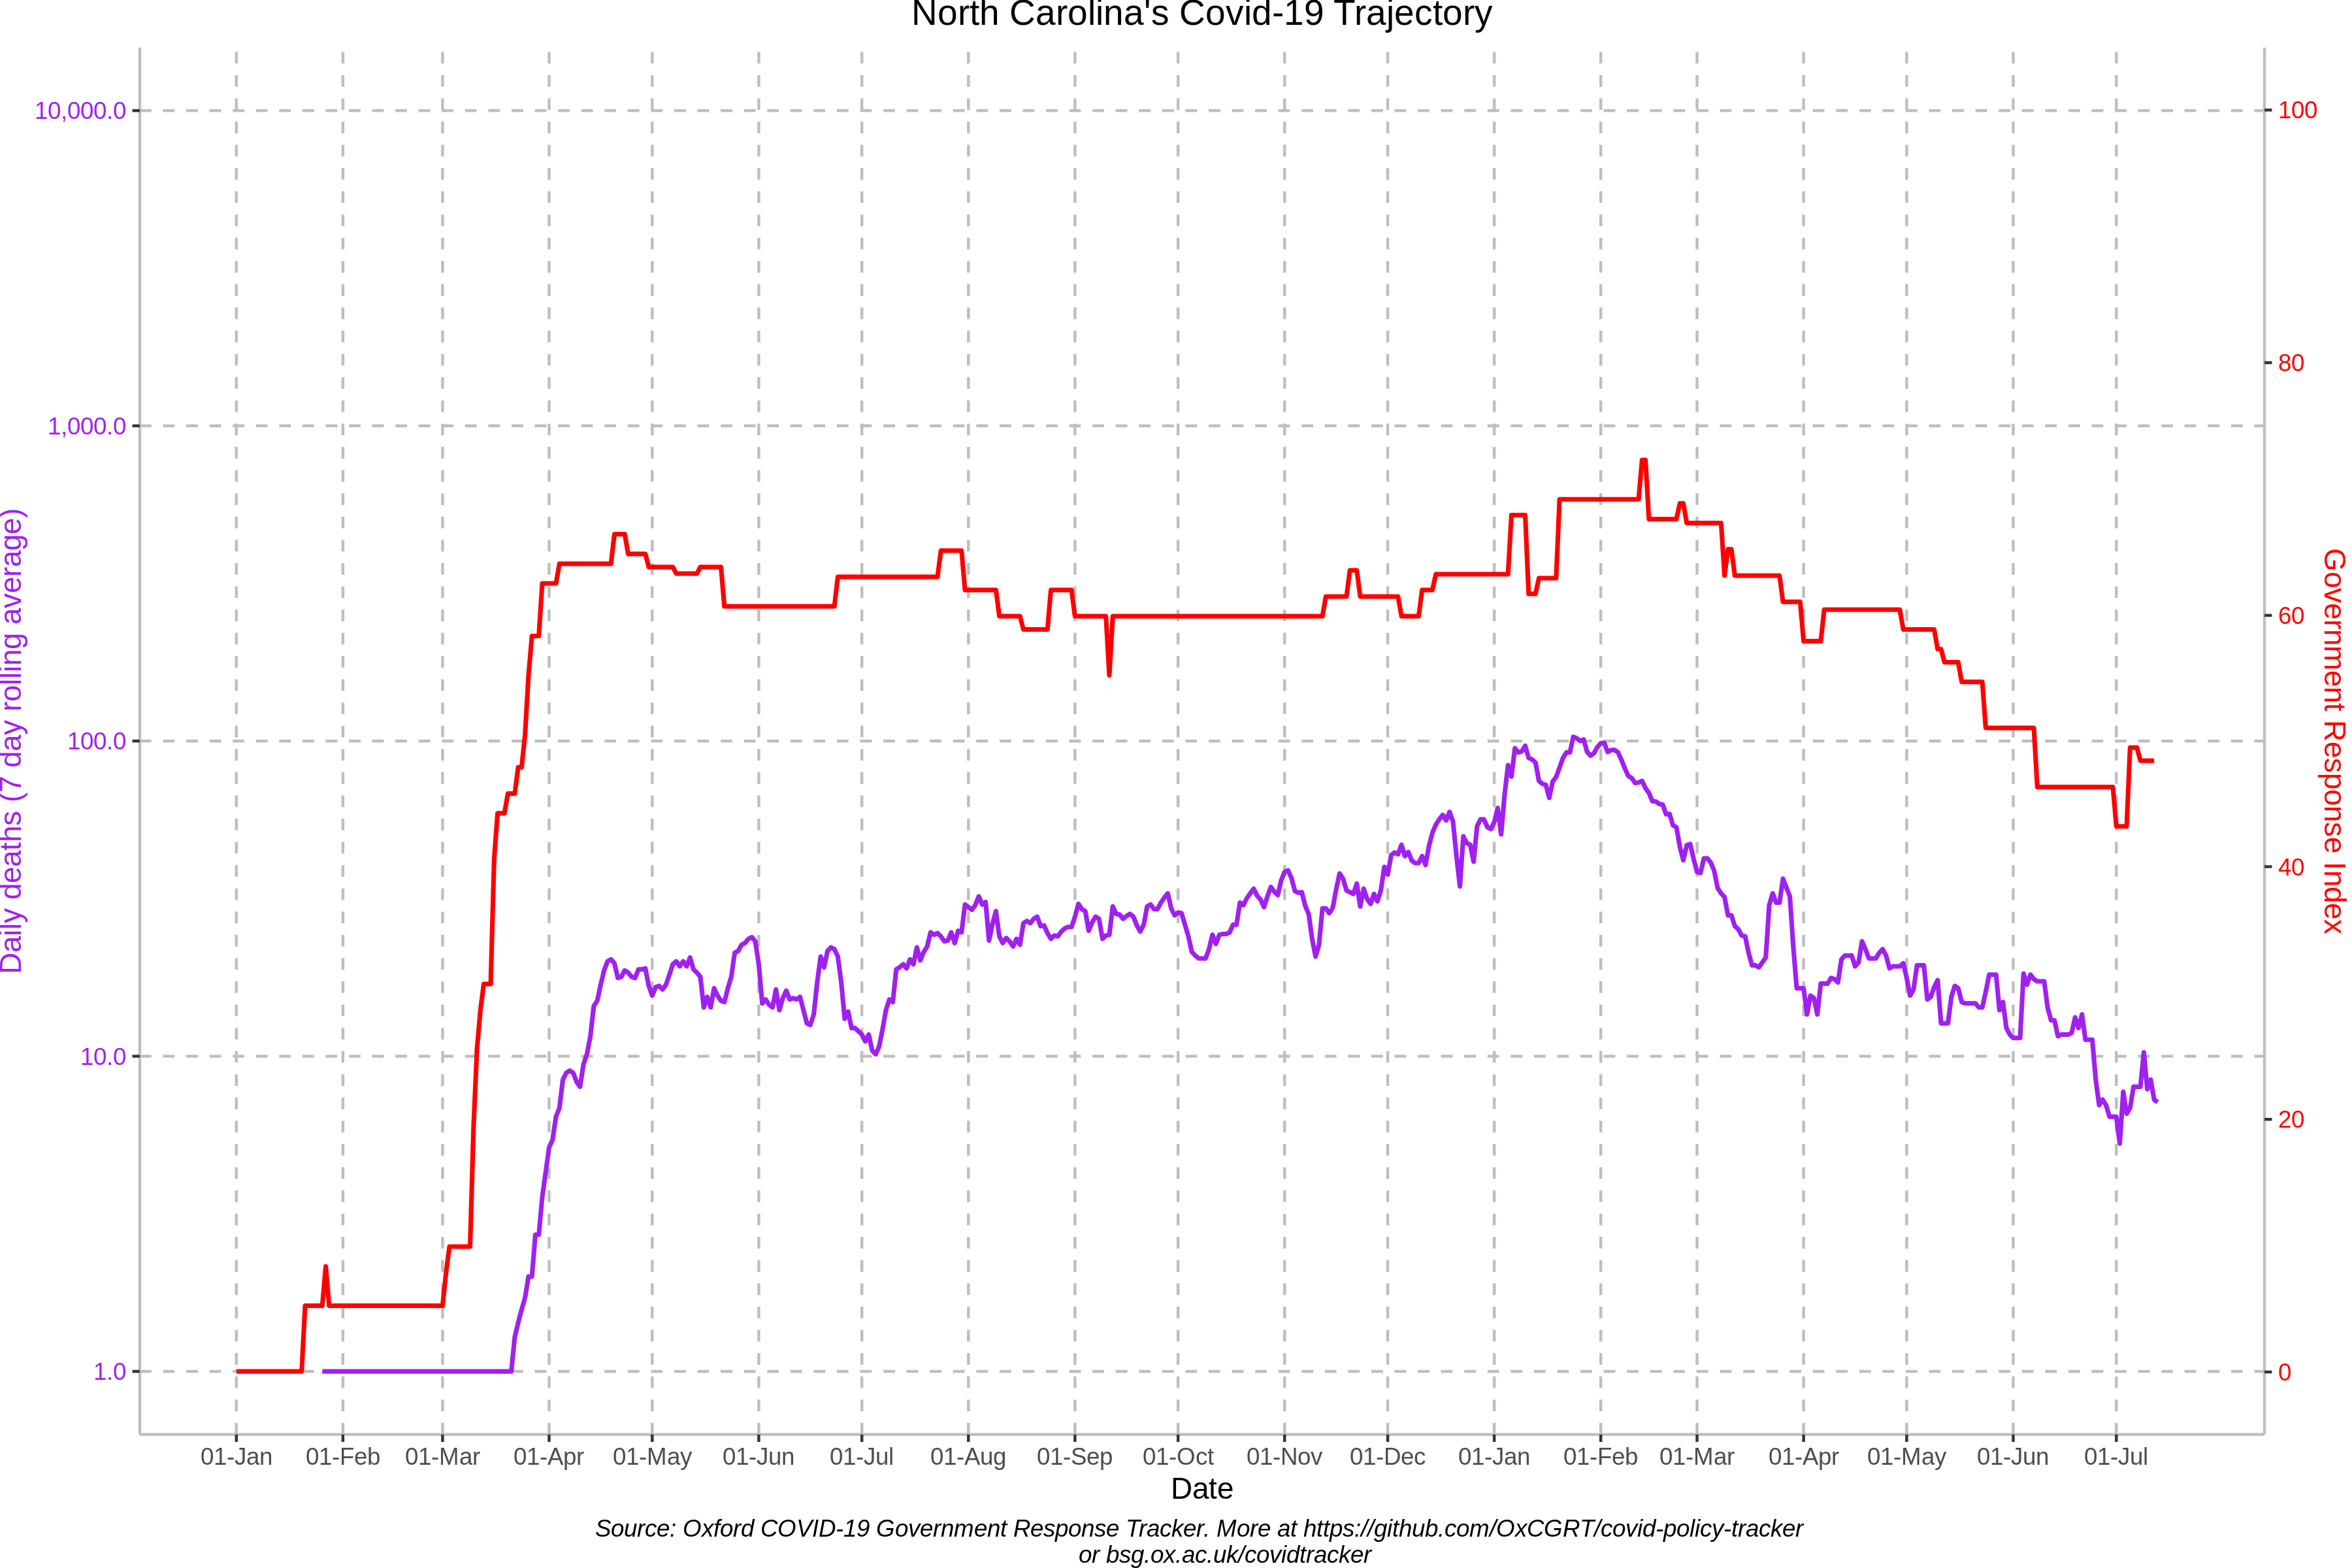 North Carolina's Covid-19 Trajectory
10,000.0
1,000.0
100.0
10.0
1.0
Daily deaths (7 day rolling average)
100
80
60
40
20
0
Government Response Index
01-Jan 01-Feb 01-Mar 01-Apr 01-May 01-Jun 01-Jul 01-Aug 01-Sep 01-Oct 01-Nov 01-Dec 01-Jan 01-Feb 01-Mar 01-Apr 01-May 01-Jun 01-Jul
Date
Source: Oxford COVID-19 Government Response Tracker. More at https://github.com/OxCGRT/covid-policy-tracker
or bsg.ox.ac.uk/covidtracker